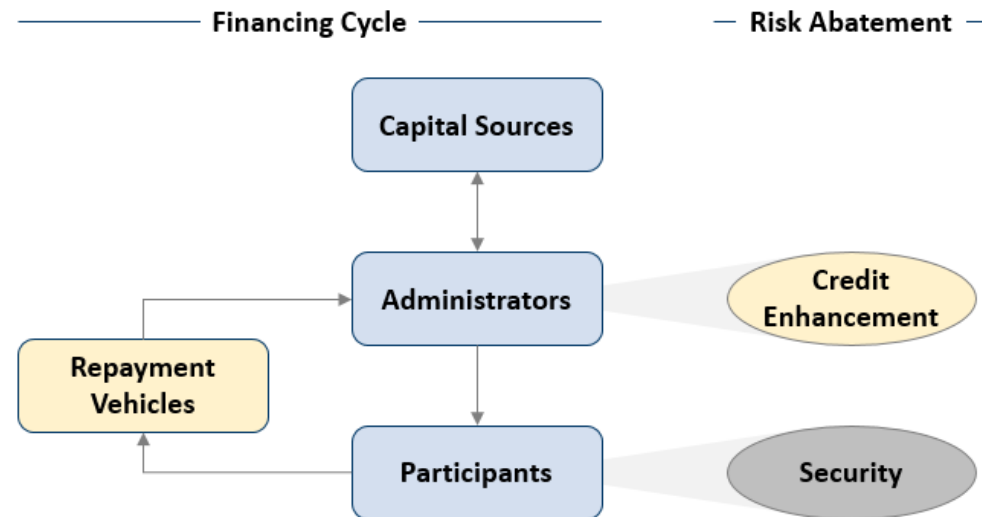 Financing Cycle
Risk Abatement
Capital Sources
Administrators
Credit
Enhancement
Repayment
Vehicles
Participants
Security